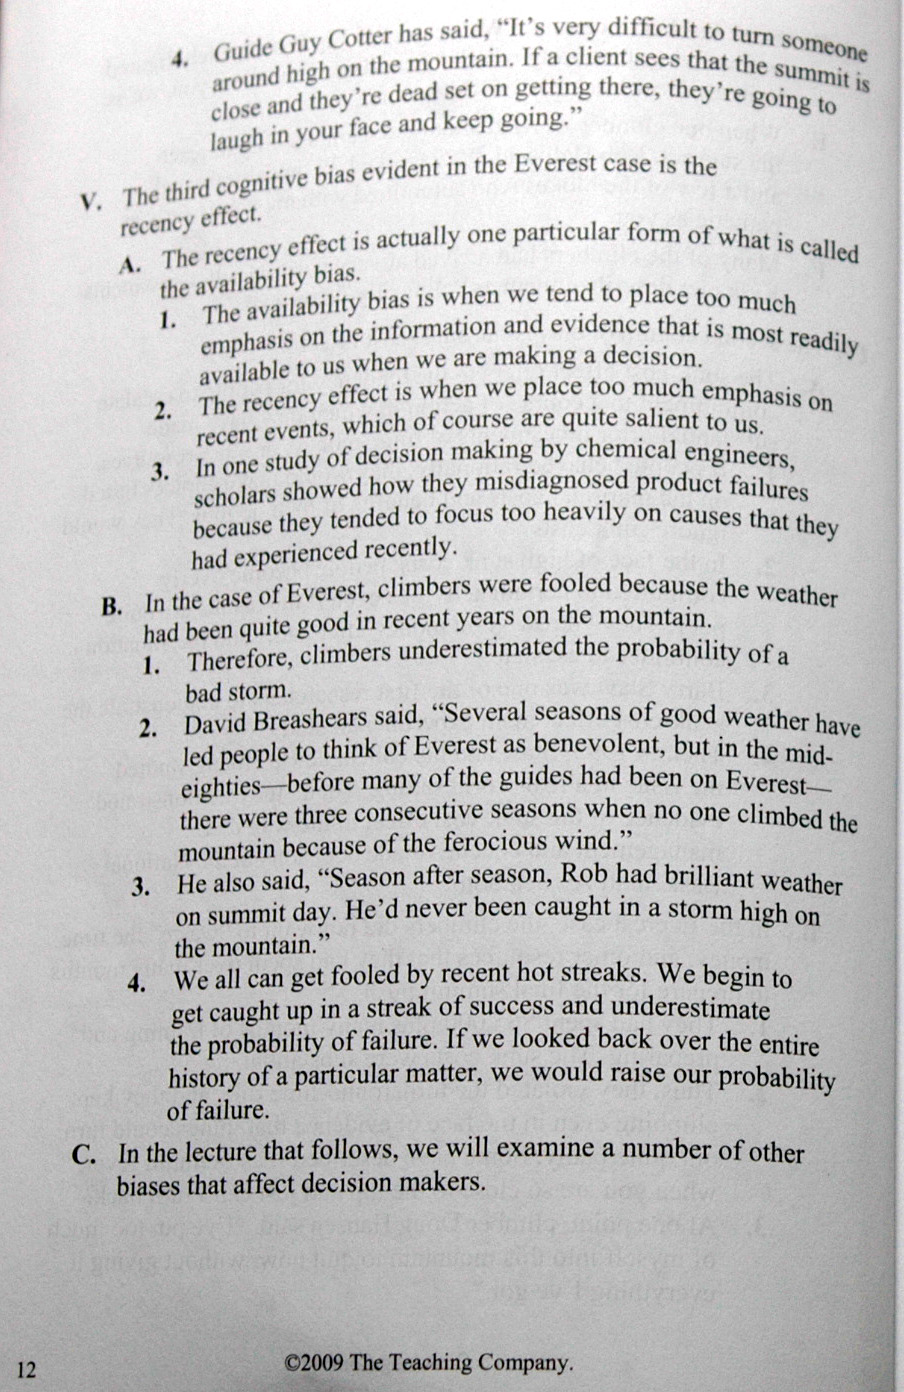 4. Guide Guy Cotter has said, “It’s very difficult to turn someone
around high on the mountain. If a client sees that the summit is
close and they’re dead set on getting there, they’re going to
laugh in your face and keep going.”
V. The third cognitive bias evident in the Everest case is the
recency effect.
A. The recency effect is actually one particular form of what is called
the availability bias.
1. The availability bias is when we tend to place too much
emphasis on the information and evidence that is most readily
available to us when we are making a decision.
2. The recency effect is when we place too much emphasis on
recent events, which of course are quite salient to us.
3. In one study of decision making by chemical engineers,
scholars showed how they misdiagnosed product failures
because they tended to focus too heavily on causes that they
had experienced recently.
B. In the case of Everest, climbers were fooled because the weather
had been quite good in recent years on the mountain.
1. Therefore, climbers underestimated the probability of a
bad storm.
2. David Breashears said, “Several seasons of good weather have
led people to think of Everest as benevolent, but in the mid-
eighties—before many of the guides had been on Everest—
there were three consecutive seasons when no one climbed the
mountain because of the ferocious wind.”
3. He also said, “Season after season, Rob had brilliant weather
on summit day. He’d never been caught in a storm high on
the mountain.”
4. We all can get fooled by recent hot streaks. We begin to
get caught up in a streak of success and underestimate
the probability of failure. If we looked back over the entire
history of a particular matter, we would raise our probability
of failure.
C. In the lecture that follows, we will examine a number of other
biases that affect decision makers.
12 ©2009 The Teaching Company.